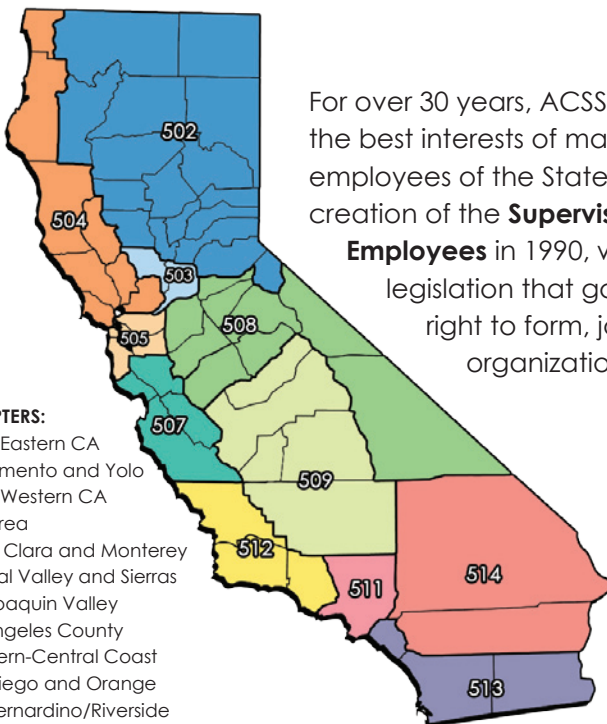 For over 30 years, ACSS
the best interests of ma
employees of the State
creation of the Supervis
Employees in 1990, w
legislation that ga
right to form, jo
organizatio
502
504
503
505
508
507
509
512
511
514
513
PTERS:
Eastern CA
mento and Yolo
Western CA
rea
Clara and Monterey
al Valley and Sierras
oaquin Valley
ngeles County
ern-Central Coast
iego and Orange
ernardino/Riverside